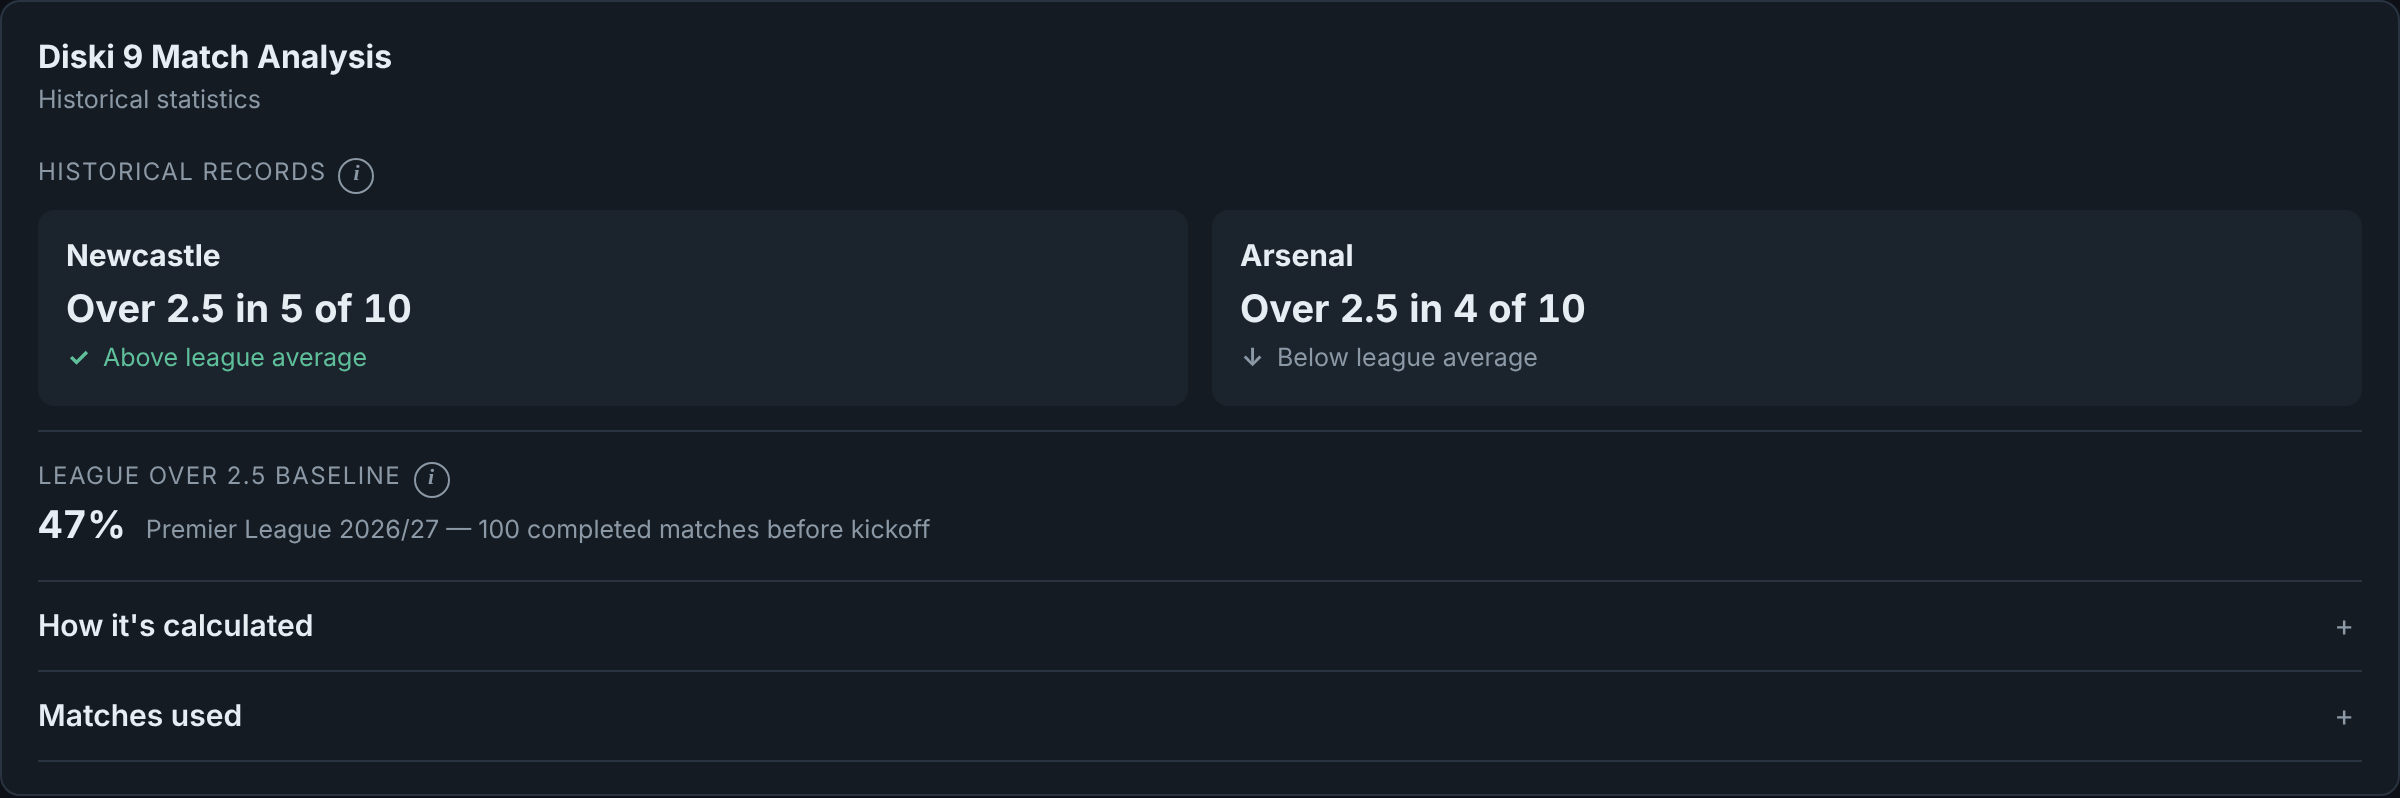 Diski 9 Match Analysis
Historical statistics
HISTORICAL RECORDS i
Newcastle
Over 2.5 in 5 of 10
✓ Above league average
Arsenal
Over 2.5 in 4 of 10
↓ Below league average
LEAGUE OVER 2.5 BASELINE i
47% Premier League 2026/27 — 100 completed matches before kickoff
How it's calculated +
Matches used +